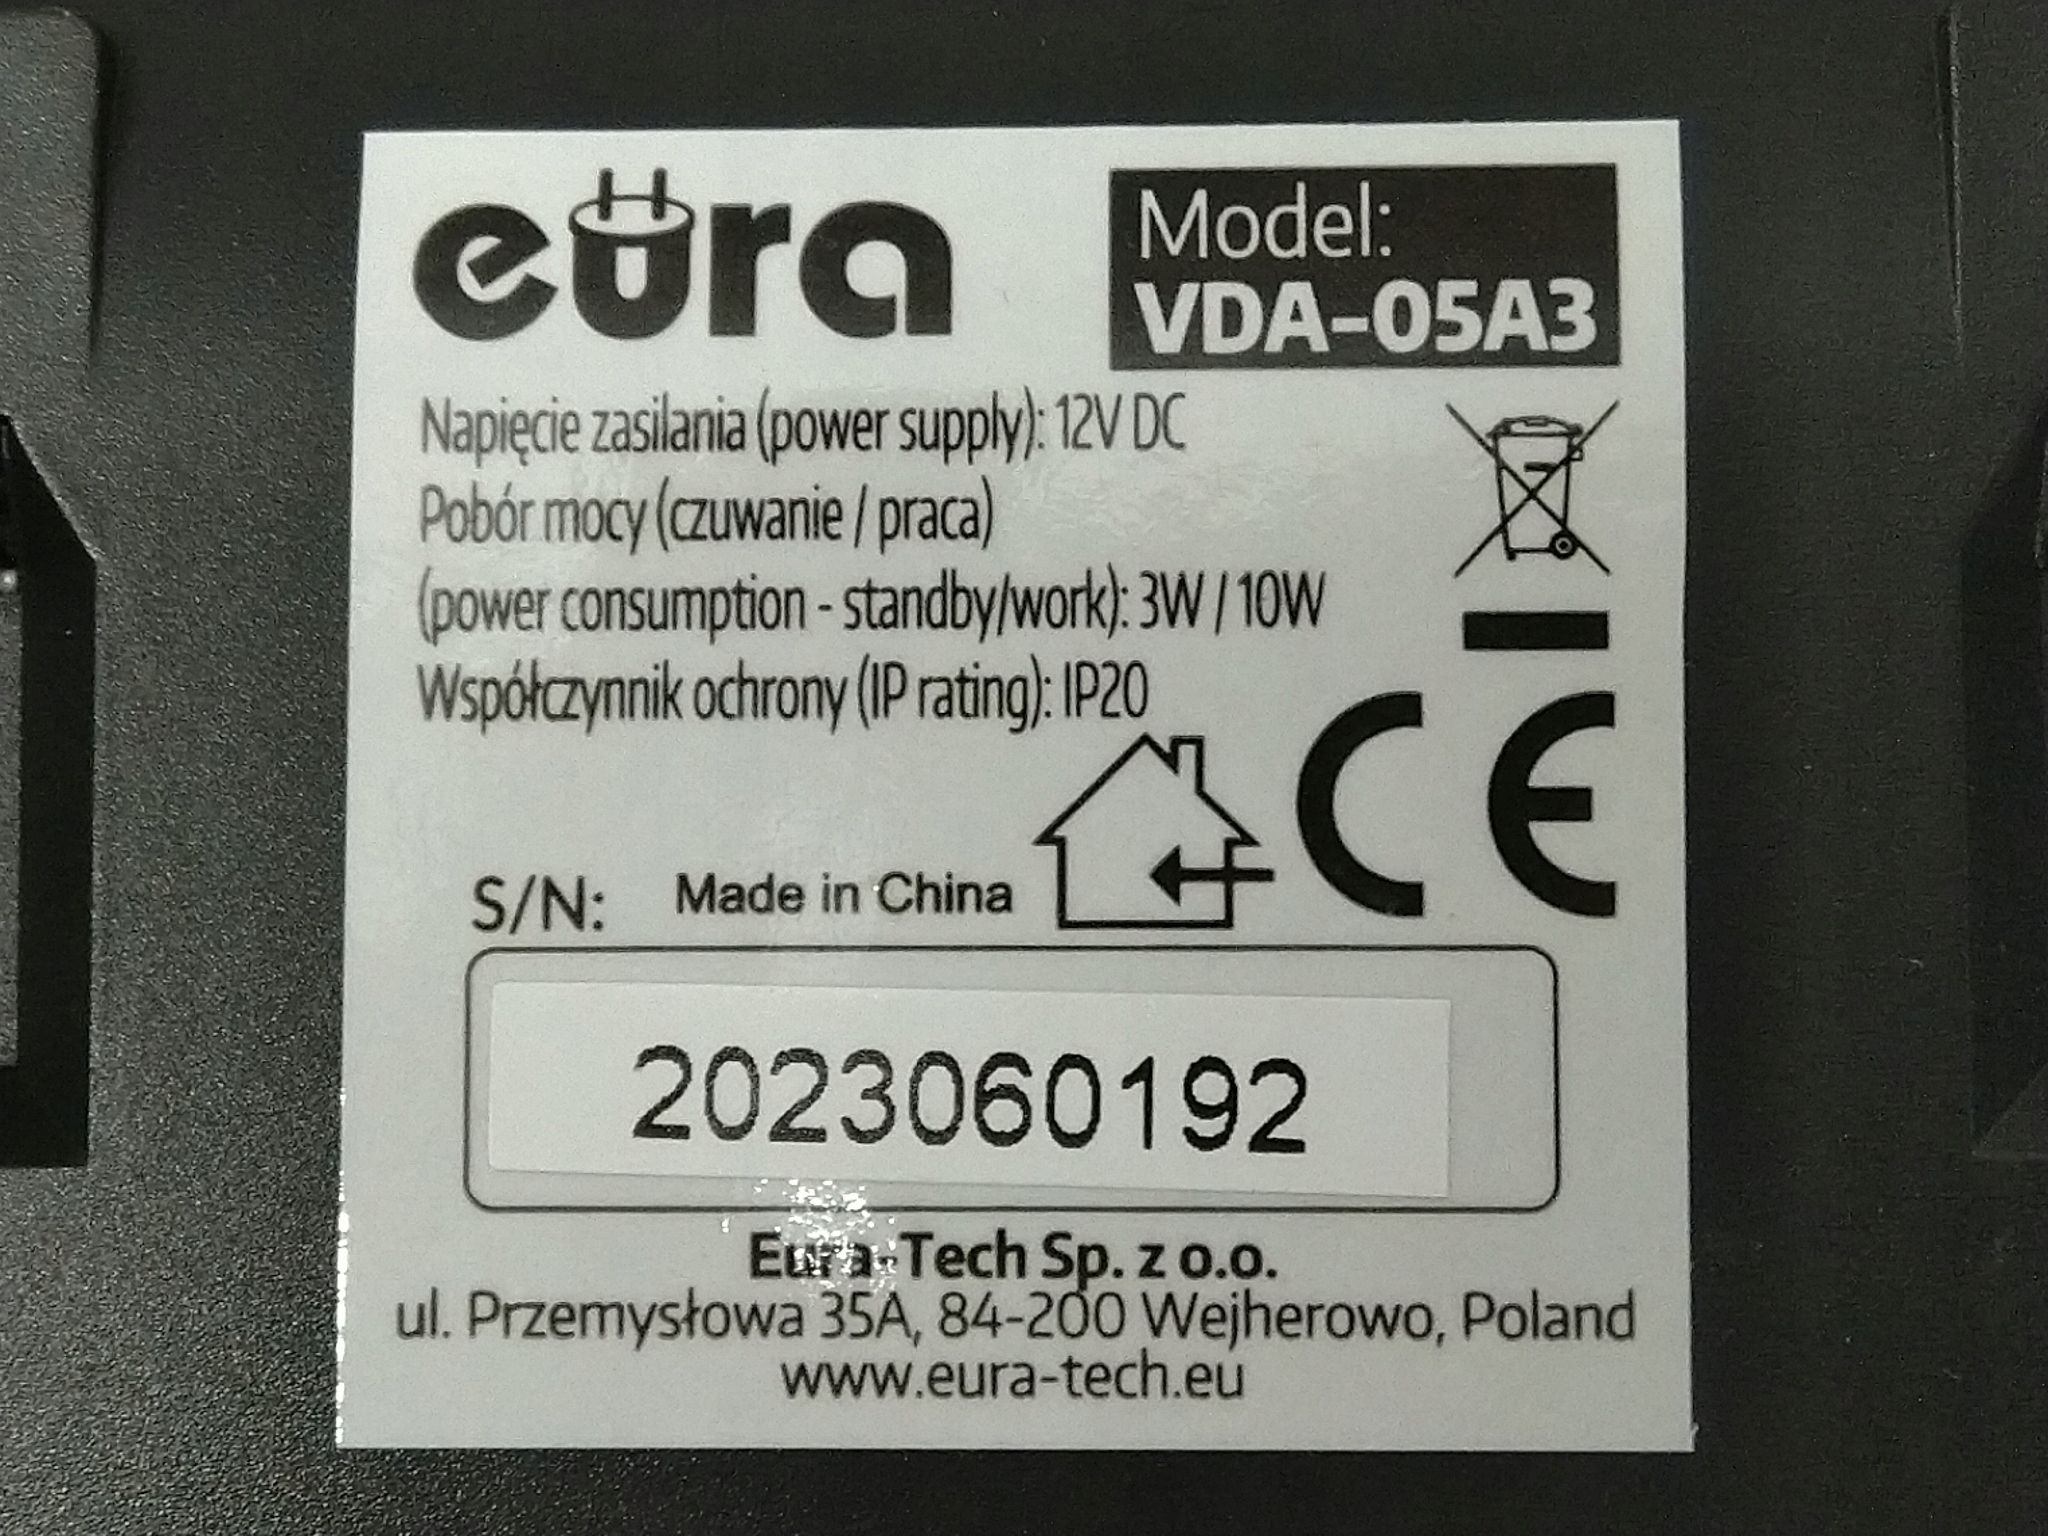 eura
Model:
VDA-05A3
Napięcie zasilania (power supply): 12V DC
Pobór mocy (czuwanie / praca)
(power consumption - standby/work): 3W / 10W
Współczynnik ochrony (IP rating): IP20
CE
S/N: Made in China
2023060192
Eura-Tech Sp. z o.o.
ul. Przemysłowa 35A, 84-200 Wejherowo, Poland
www.eura-tech.eu